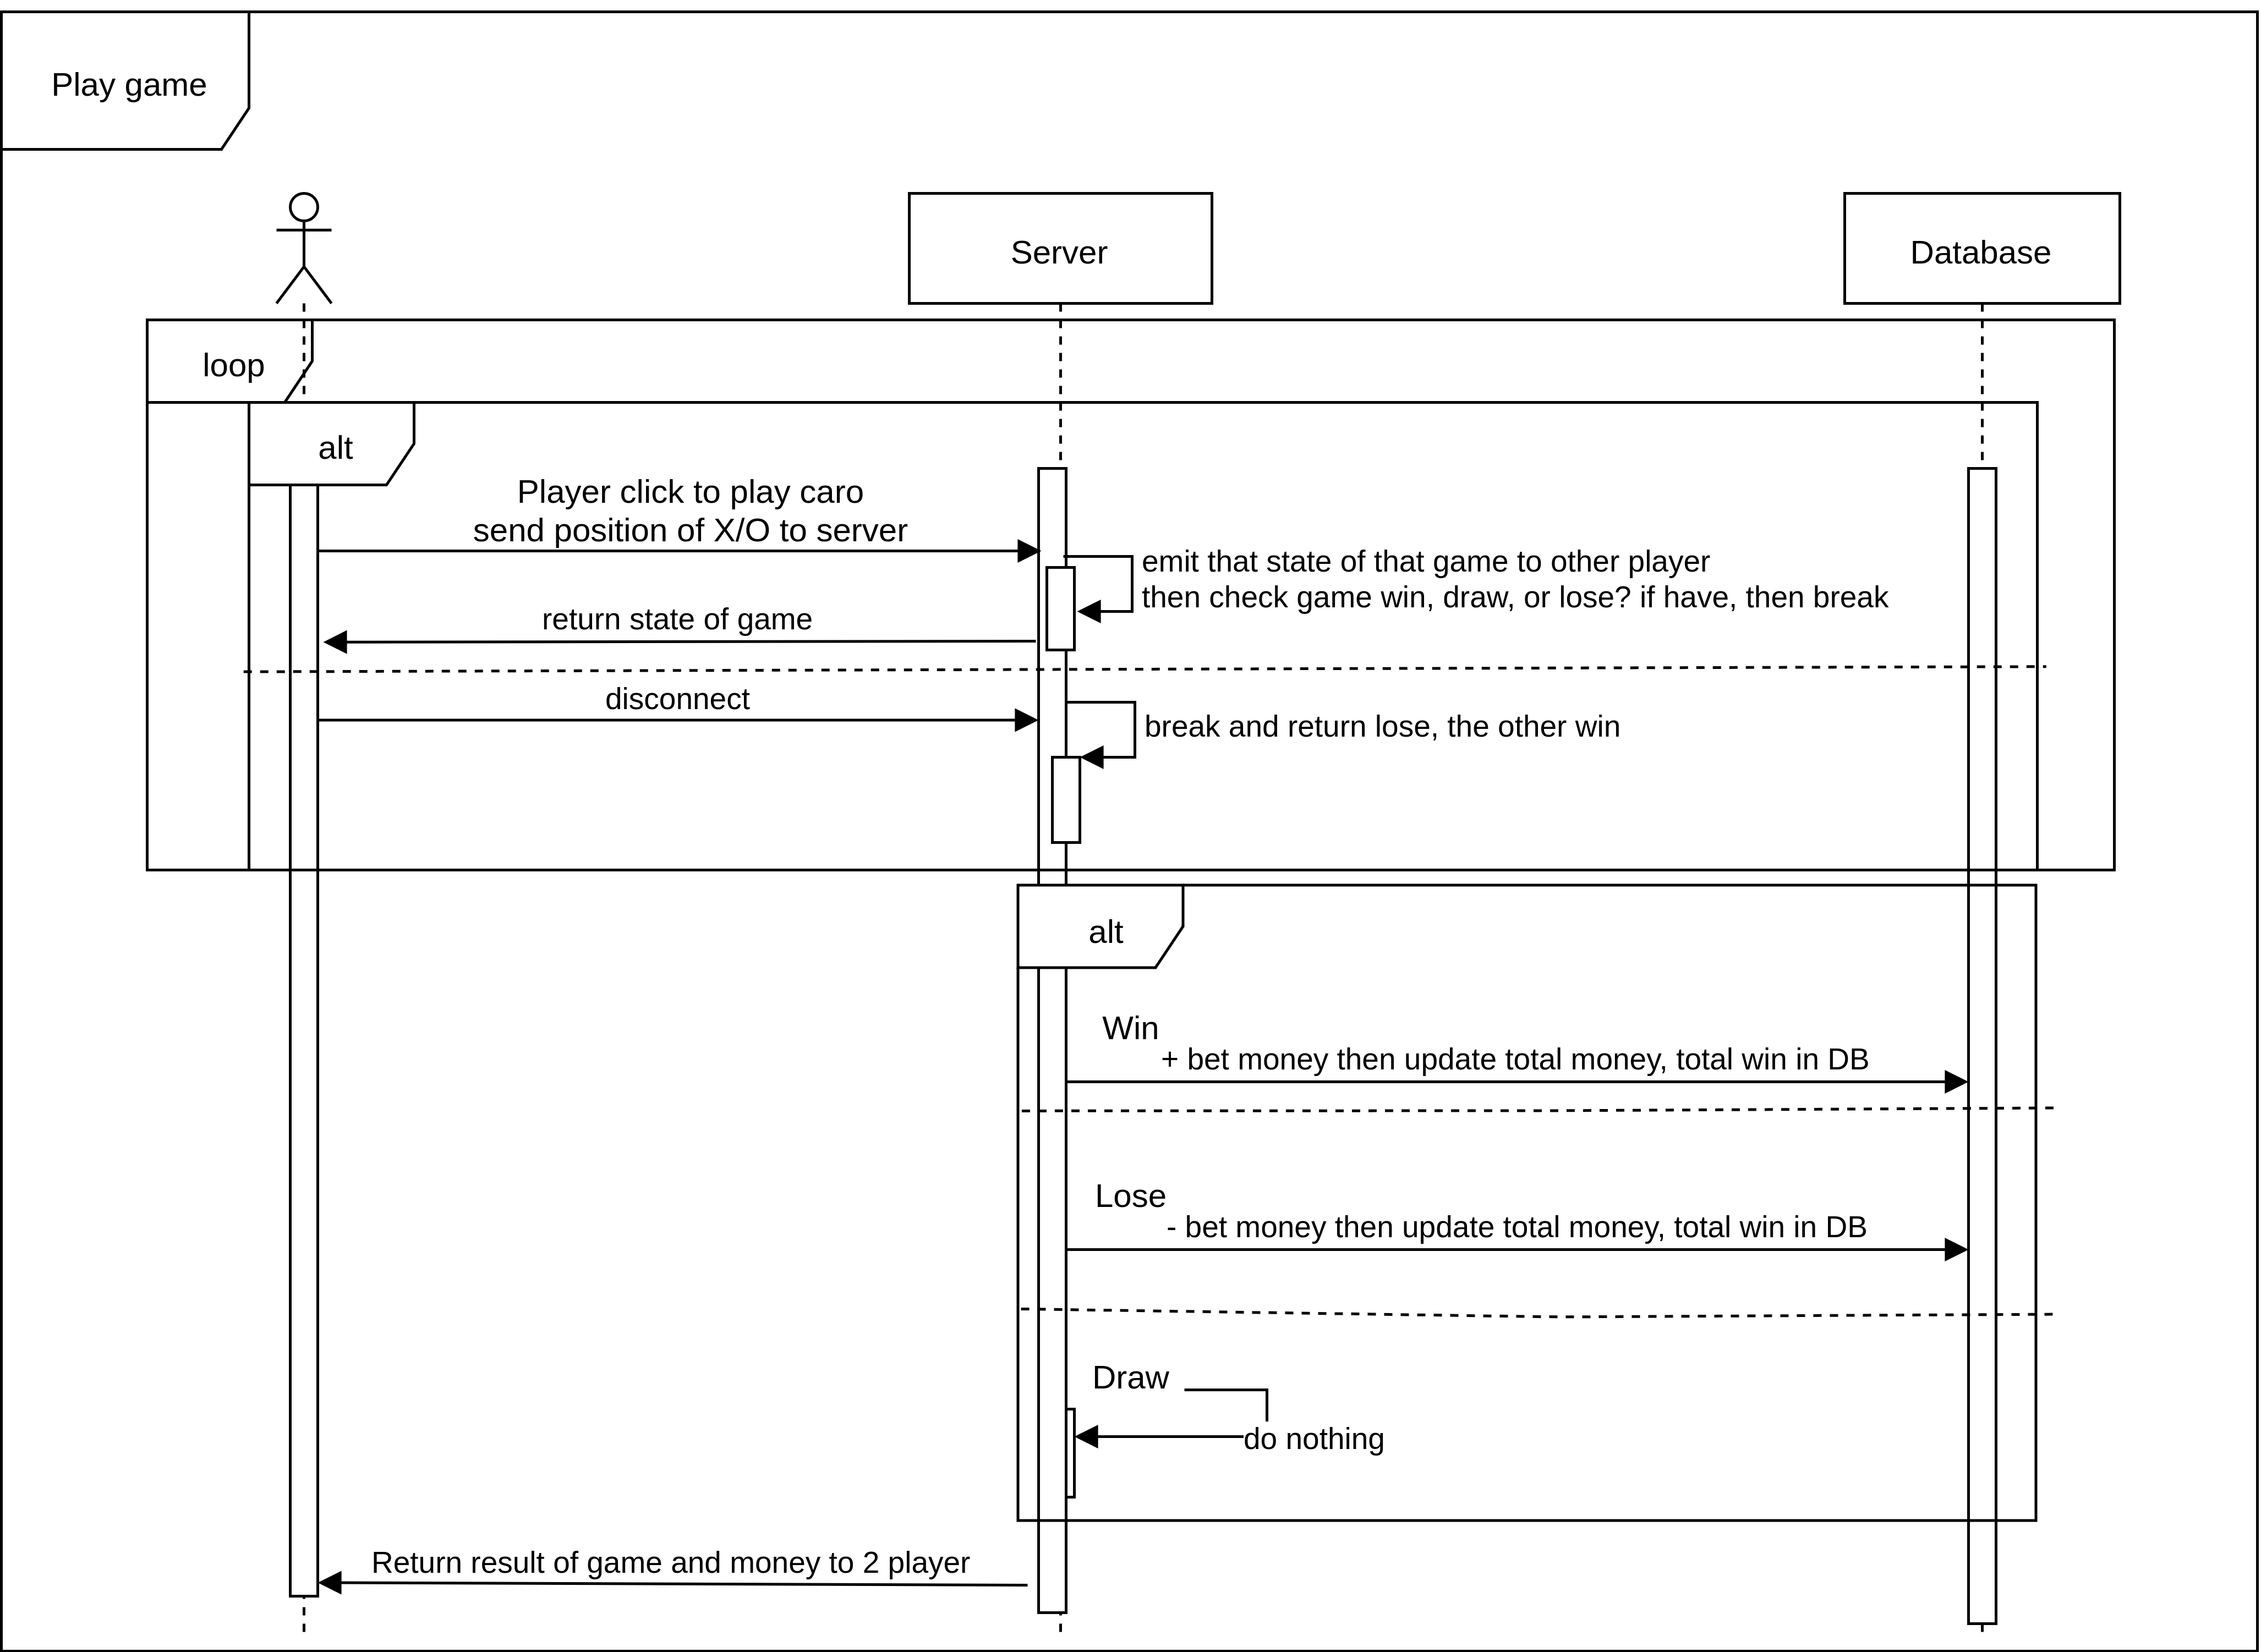 Play game
Server
Database
loop
alt
Player click to play caro
send position of X/O to server
emit that state of that game to other player
then check game win, draw, or lose? if have, then break
return state of game
disconnect
break and return lose, the other win
alt
Win
+ bet money then update total money, total win in DB
Lose
- bet money then update total money, total win in DB
Draw
do nothing
Return result of game and money to 2 player